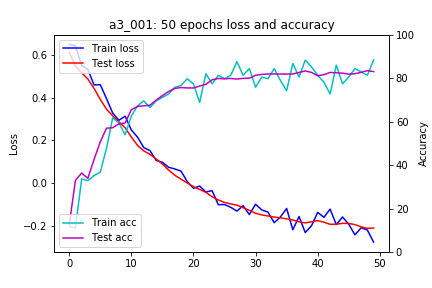 a3_001: 50 epochs loss and accuracy
Train loss
Test loss
Train acc
Test acc
Loss
Accuracy
0.6
0.4
0.2
0.0
−0.2
100
80
60
40
20
0
0 10 20 30 40 50